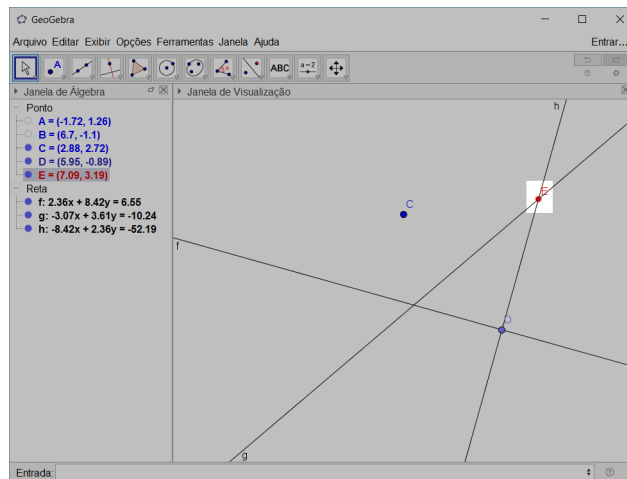 GeoGebra
Arquivo Editar Exibir Opções Ferramentas Janela Ajuda
Entrar...
A
ABC
a=2
Janela de Álgebra
Janela de Visualização
Ponto
A = (-1.72, 1.26)
B = (6.7, -1.1)
C = (2.88, 2.72)
D = (5.95, -0.89)
E = (7.09, 3.19)
Reta
f: 2.36x + 8.42y = 6.55
g: -3.07x + 3.61y = -10.24
h: -8.42x + 2.36y = -52.19
h
E
C
f
D
g
Entrada: